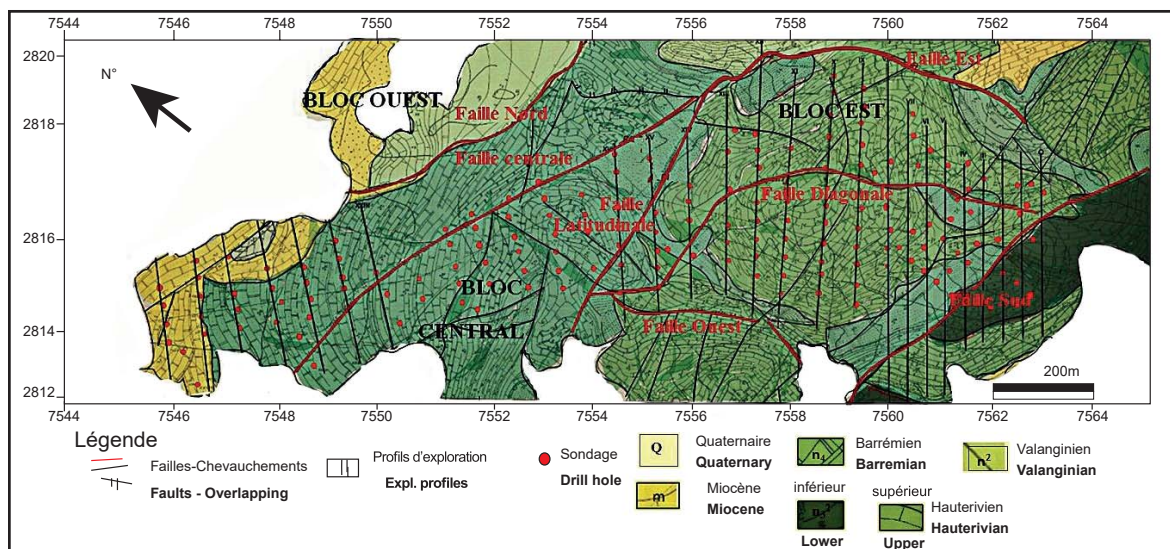 7544 7546 7548 7550 7552 7554 7556 7558 7560 7562 7564
2820
2818
2816
2814
2812
N°
BLOC OUEST
Faille Nord
Faille centrale
Faille Est
BLOC EST
Faille Diagonale
Faille
Latitudinale
BLOC
CENTRAL
Faille Ouest
Faille Sud
200m
7544 7546 7548 7550 7552 7554 7556 7558 7560 7562 7564
Légende
Failles-Chevauchements
Faults - Overlapping
Profils d'exploration
Expl. profiles
Sondage
Drill hole
Q
Quaternaire
Quaternary
m
Miocène
Miocene
Barrémien
Barremian
inférieur
Lower
supérieur
Hauterivien
Hauterivian
Upper
n²
Valanginien
Valanginian